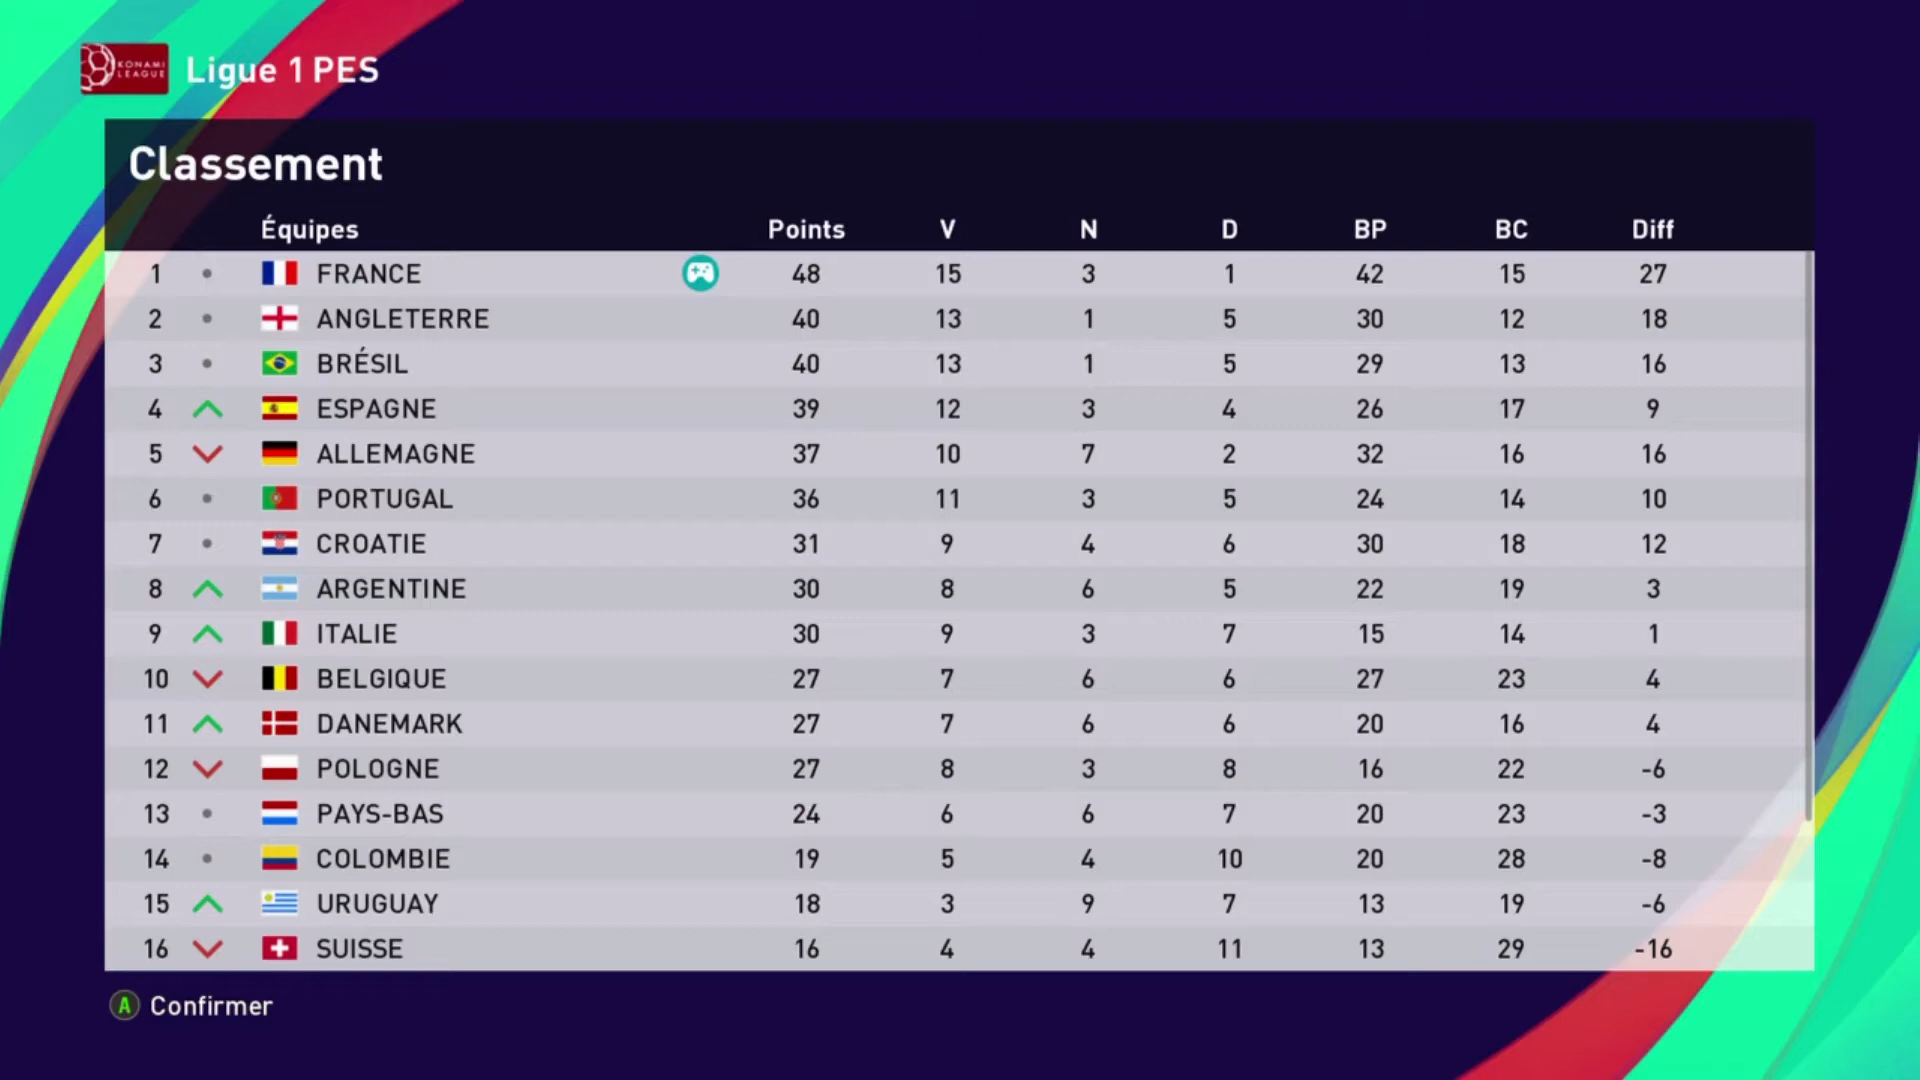 KONAMI LEAGUE Ligue 1 PES
Classement
Équipes Points V N D BP BC Diff
1 FRANCE 48 15 3 1 42 15 27
2 ANGLETERRE 40 13 1 5 30 12 18
3 BRÉSIL 40 13 1 5 29 13 16
4 ESPAGNE 39 12 3 4 26 17 9
5 ALLEMAGNE 37 10 7 2 32 16 16
6 PORTUGAL 36 11 3 5 24 14 10
7 CROATIE 31 9 4 6 30 18 12
8 ARGENTINE 30 8 6 5 22 19 3
9 ITALIE 30 9 3 7 15 14 1
10 BELGIQUE 27 7 6 6 27 23 4
11 DANEMARK 27 7 6 6 20 16 4
12 POLOGNE 27 8 3 8 16 22 -6
13 PAYS-BAS 24 6 6 7 20 23 -3
14 COLOMBIE 19 5 4 10 20 28 -8
15 URUGUAY 18 3 9 7 13 19 -6
16 SUISSE 16 4 4 11 13 29 -16
A Confirmer